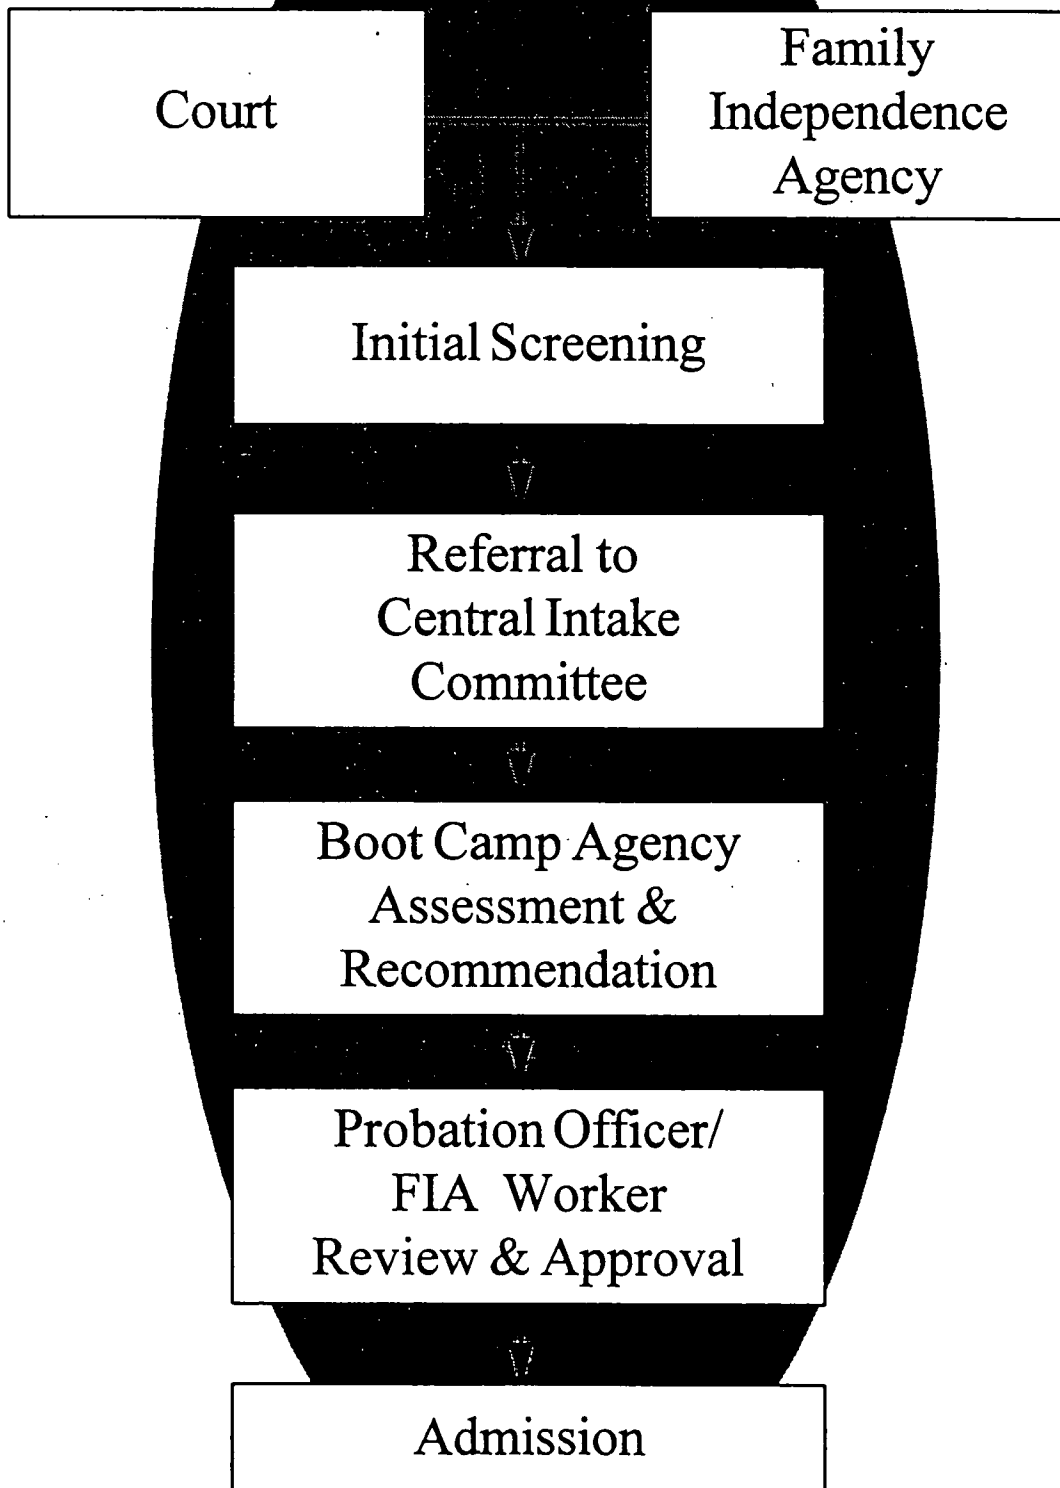 Court
Family
Independence
Agency
Initial Screening
Referral to
Central Intake
Committee
Boot Camp Agency
Assessment &
Recommendation
Probation Officer/
FIA Worker
Review & Approval
Admission